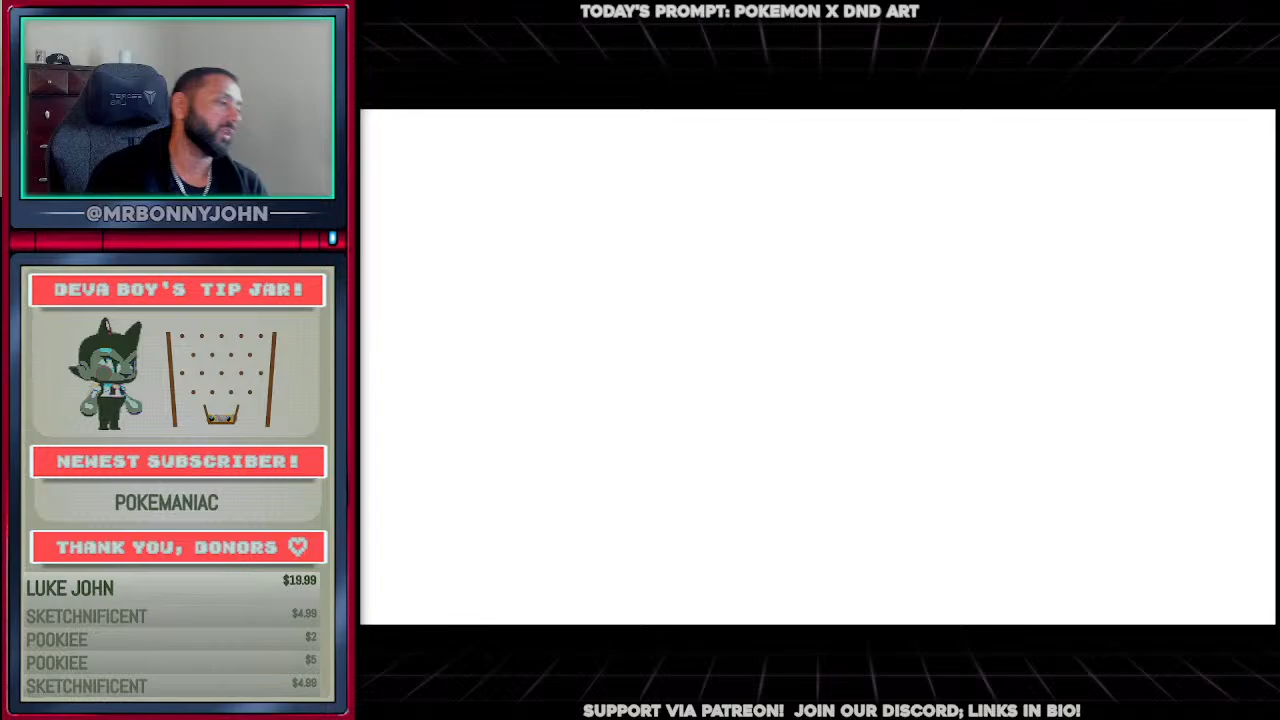 TODAY'S PROMPT: POKEMON X DND ART
@MRBONNYJOHN
DEVA BOY'S TIP JAR!
NEWEST SUBSCRIBER!
POKEMANIAC
THANK YOU, DONORS
LUKE JOHN $19.99
SKETCHNIFICENT $4.99
POOKIEE $2
POOKIEE $5
SKETCHNIFICENT $4.99
SUPPORT VIA PATREON! JOIN OUR DISCORD; LINKS IN BIO!